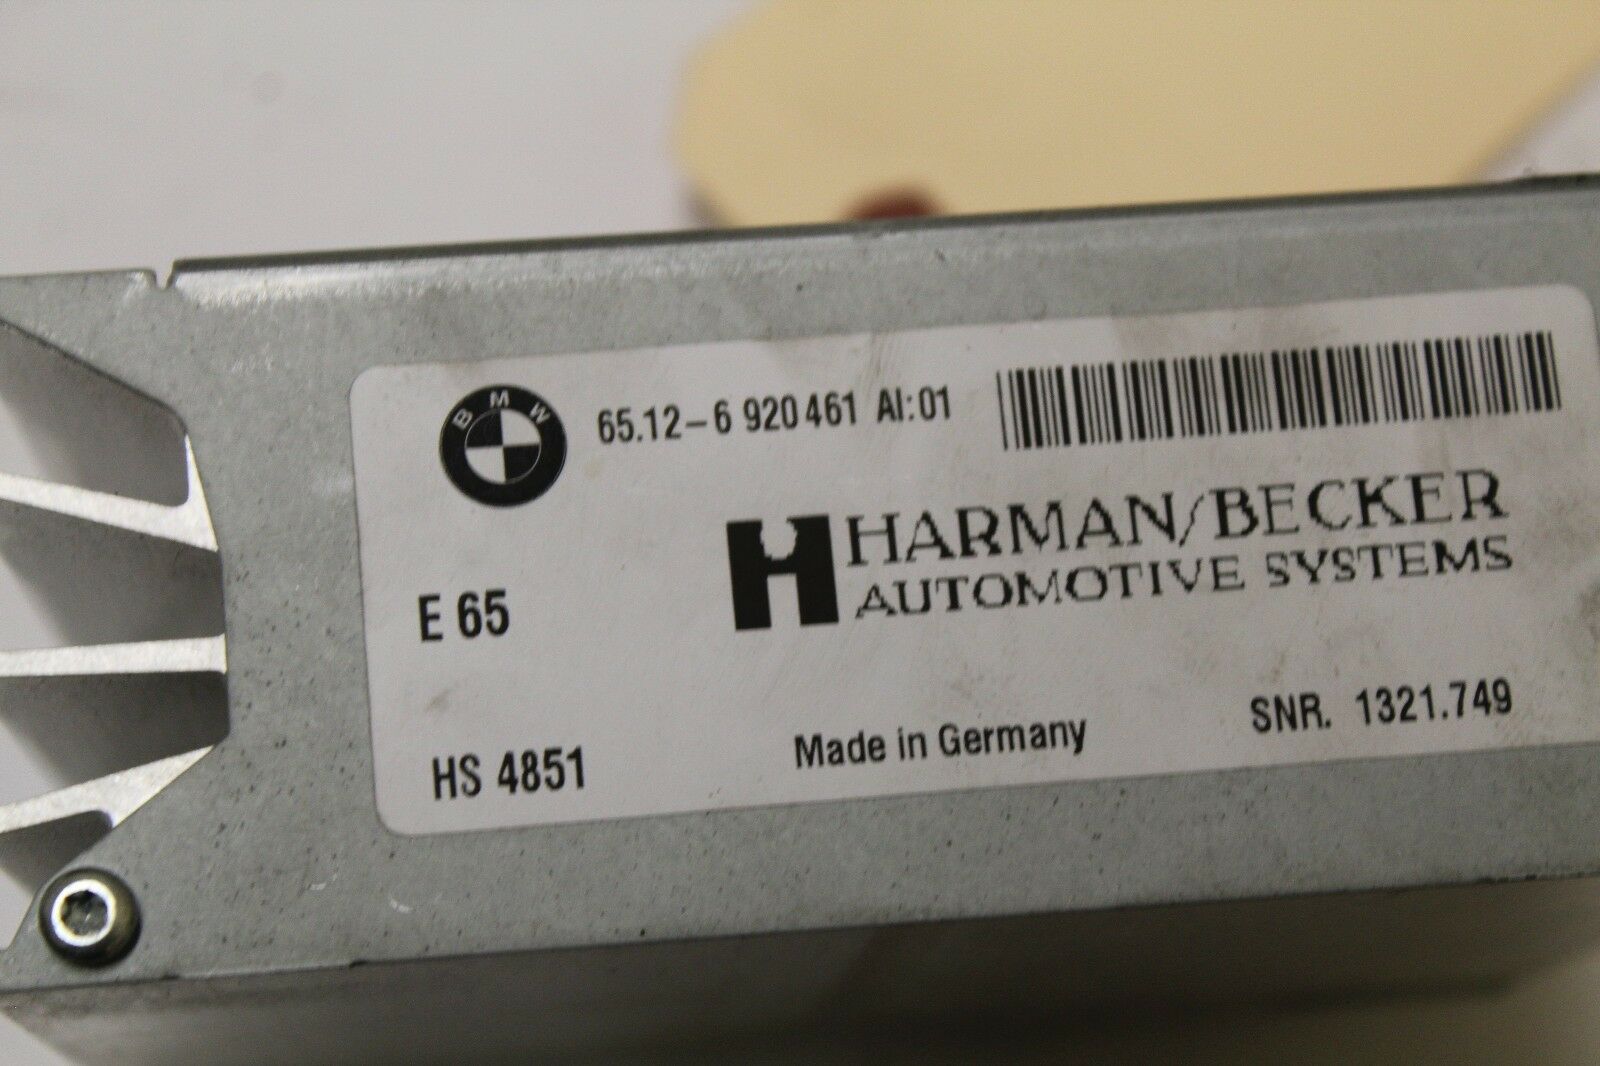 BMW
65.12-6 920461 AI:01
HARMAN/BECKER
AUTOMOTIVE SYSTEMS
E 65
HS 4851
Made in Germany
SNR. 1321.749